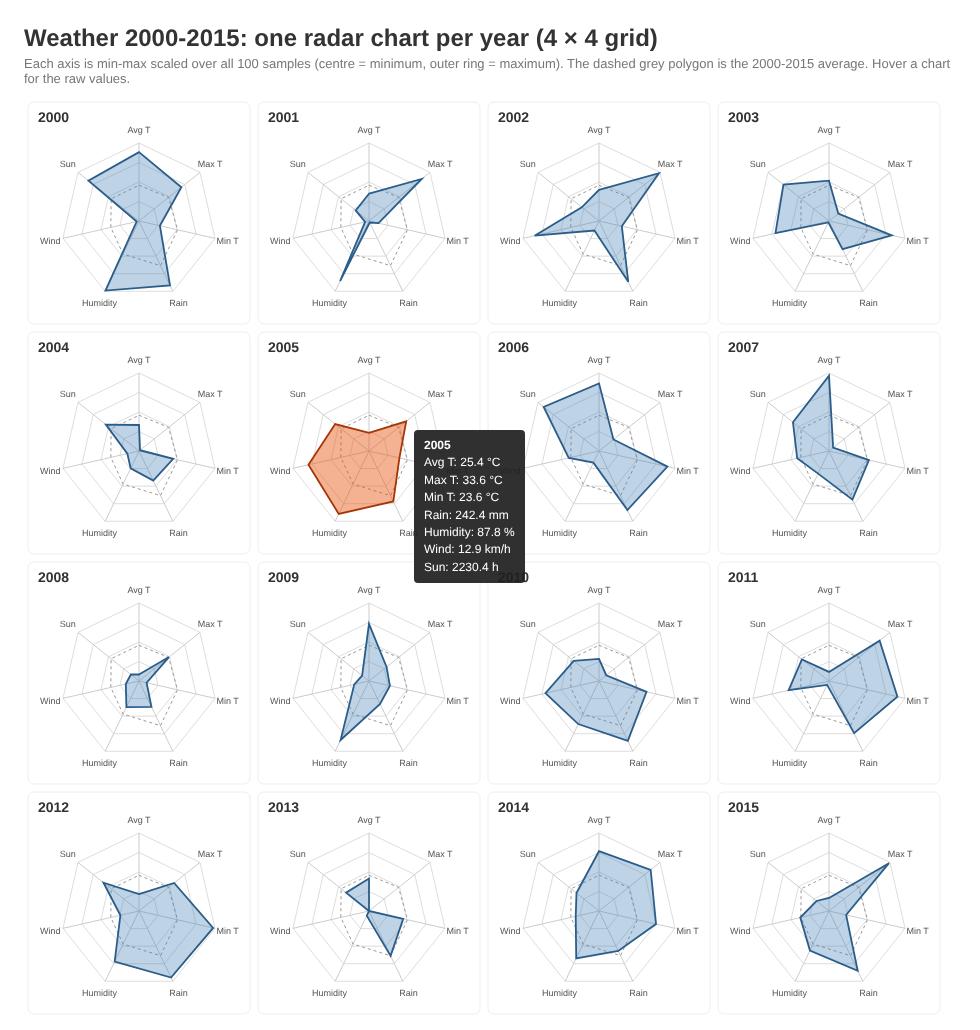 Weather 2000-2015: one radar chart per year (4 × 4 grid)
Each axis is min-max scaled over all 100 samples (centre = minimum, outer ring = maximum). The dashed grey polygon is the 2000-2015 average. Hover a chart
for the raw values.
2000
Avg T
Max T
Min T
Rain
Humidity
Wind
Sun
2001
Avg T
Max T
Min T
Rain
Humidity
Wind
Sun
2002
Avg T
Max T
Min T
Rain
Humidity
Wind
Sun
2003
Avg T
Max T
Min T
Rain
Humidity
Wind
Sun
2004
Avg T
Max T
Min T
Rain
Humidity
Wind
Sun
2005
Avg T
Max T
Humidity
Wind
Sun
2005
Avg T: 25.4 °C
Max T: 33.6 °C
Min T: 23.6 °C
Rain: 242.4 mm
Humidity: 87.8 %
Wind: 12.9 km/h
Sun: 2230.4 h
2006
Avg T
Max T
Min T
Rain
Humidity
Sun
2007
Avg T
Max T
Min T
Rain
Humidity
Wind
Sun
2008
Avg T
Max T
Min T
Rain
Humidity
Wind
Sun
2009
Avg T
Max T
Min T
Rain
Humidity
Wind
Sun
2010
Avg T
Max T
Min T
Rain
Humidity
Wind
Sun
2011
Avg T
Max T
Min T
Rain
Humidity
Wind
Sun
2012
Avg T
Max T
Min T
Rain
Humidity
Wind
Sun
2013
Avg T
Max T
Min T
Rain
Humidity
Wind
Sun
2014
Avg T
Max T
Min T
Rain
Humidity
Wind
Sun
2015
Avg T
Max T
Min T
Rain
Humidity
Wind
Sun